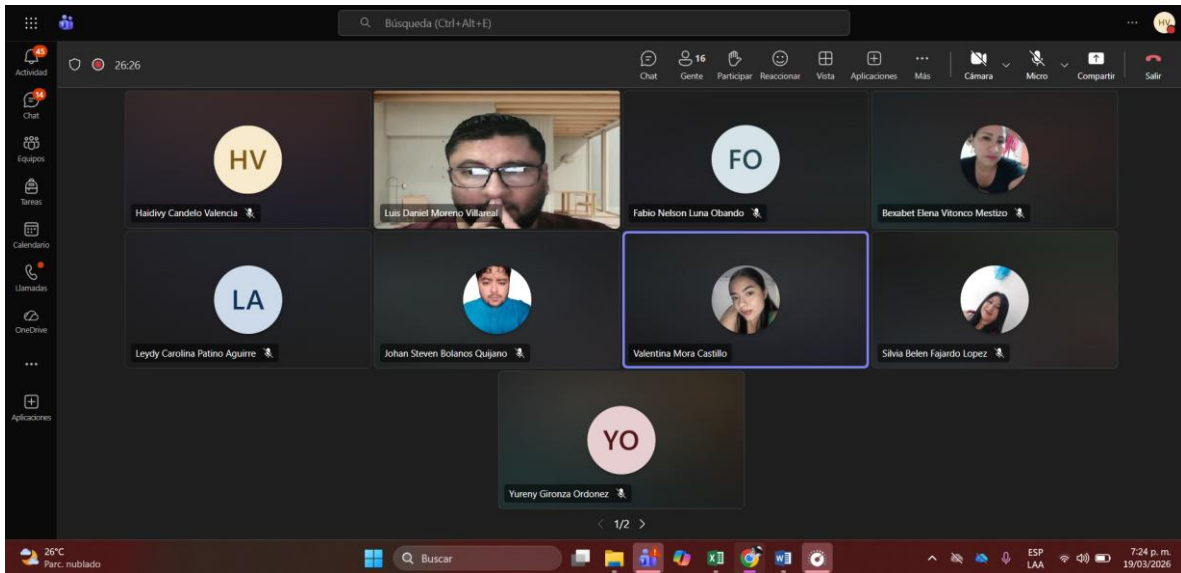 Búsqueda (Ctrl+Alt+E)
HV
45
Actividad
26:26
16
Chat
Gente
Participar
Reaccionar
Vista
Aplicaciones
Más
Cámara
Micro
Compartir
Salir
14
Chat
Equipos
Tareas
Calendario
Llamadas
OneDrive
Aplicaciones
HV
Haidivy Candelo Valencia
Luis Daniel Moreno Villareal
FO
Fabio Nelson Luna Obando
Bexabet Elena Vitonco Mestizo
LA
Leydy Carolina Patino Aguirre
Johan Steven Bolanos Quijano
Valentina Mora Castillo
Silvia Belen Fajardo Lopez
YO
Yureny Gironza Ordonez
1/2
26°C
Parc. nublado
Buscar
ESP
LAA
7:24 p. m.
19/03/2026